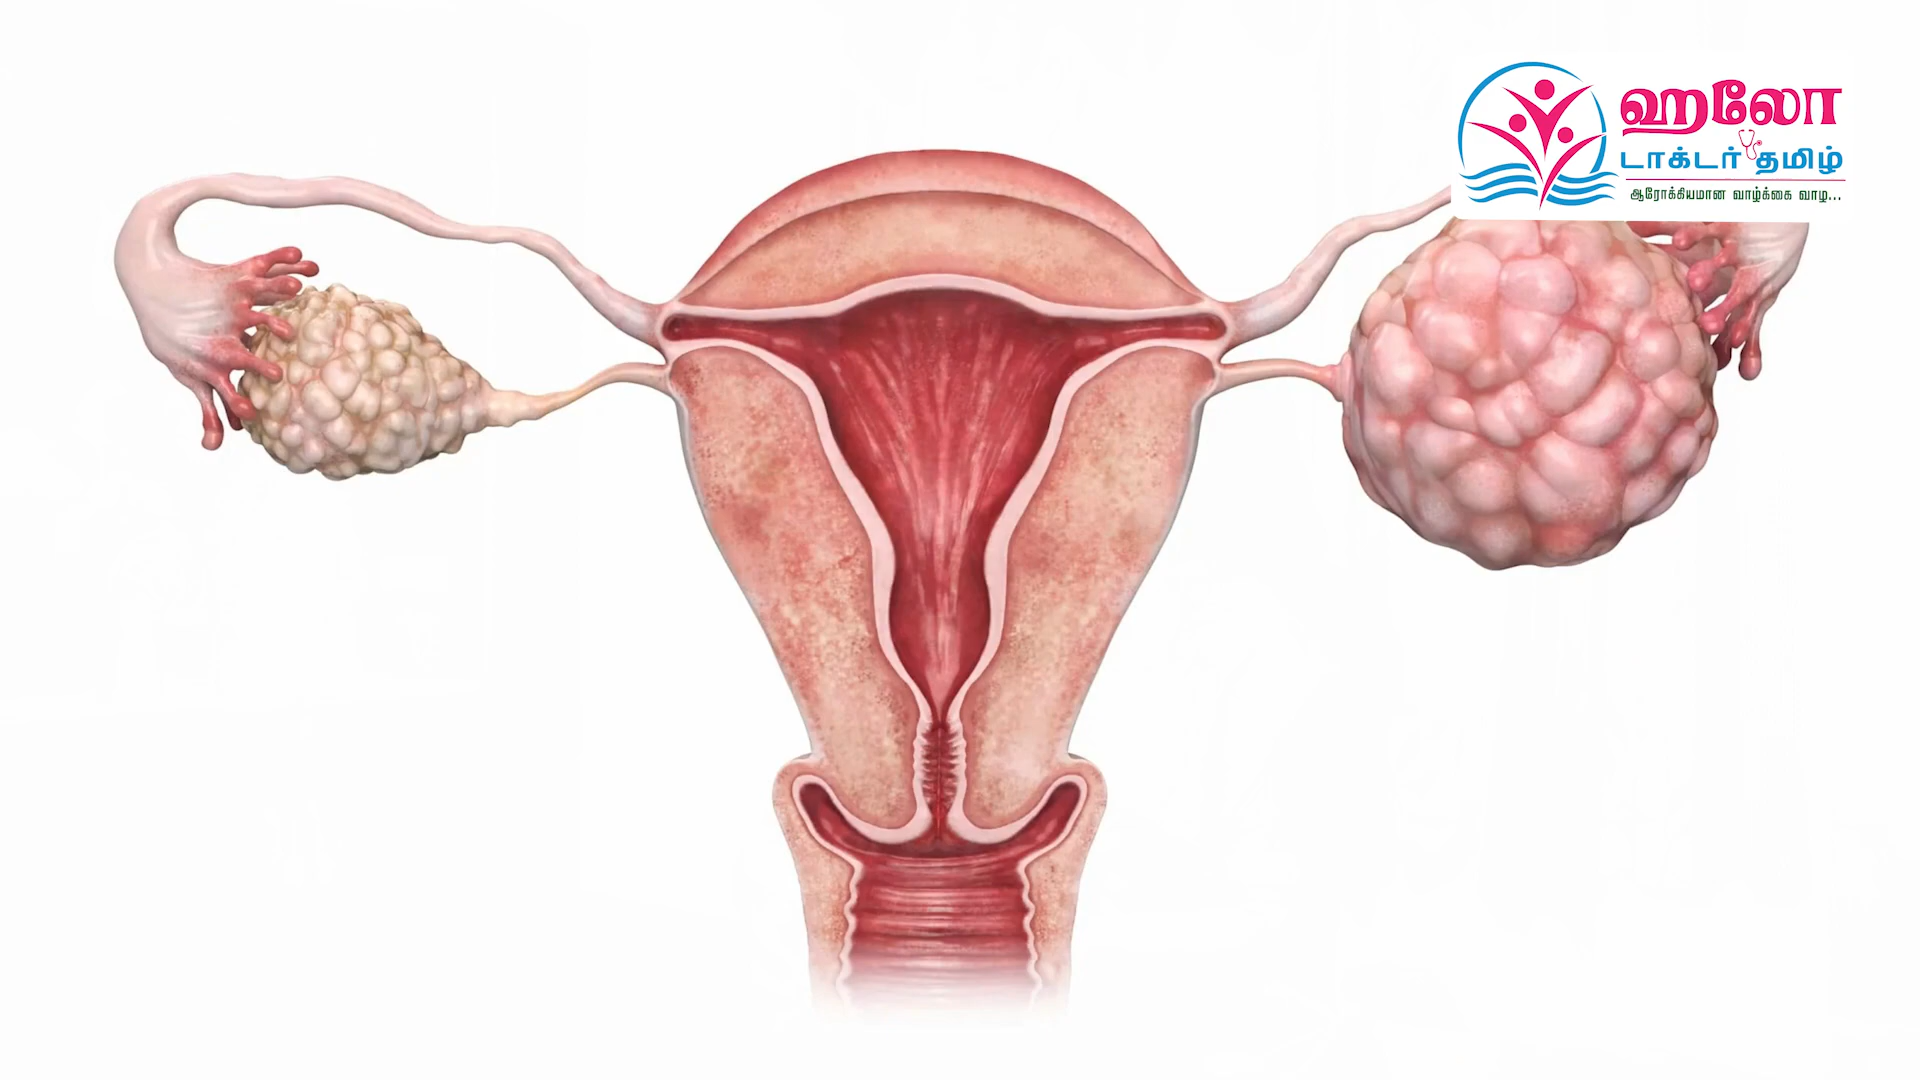 ஹலோ
டாக்டர் தமிழ்
ஆரோக்கியமான வாழ்க்கை வாழ...